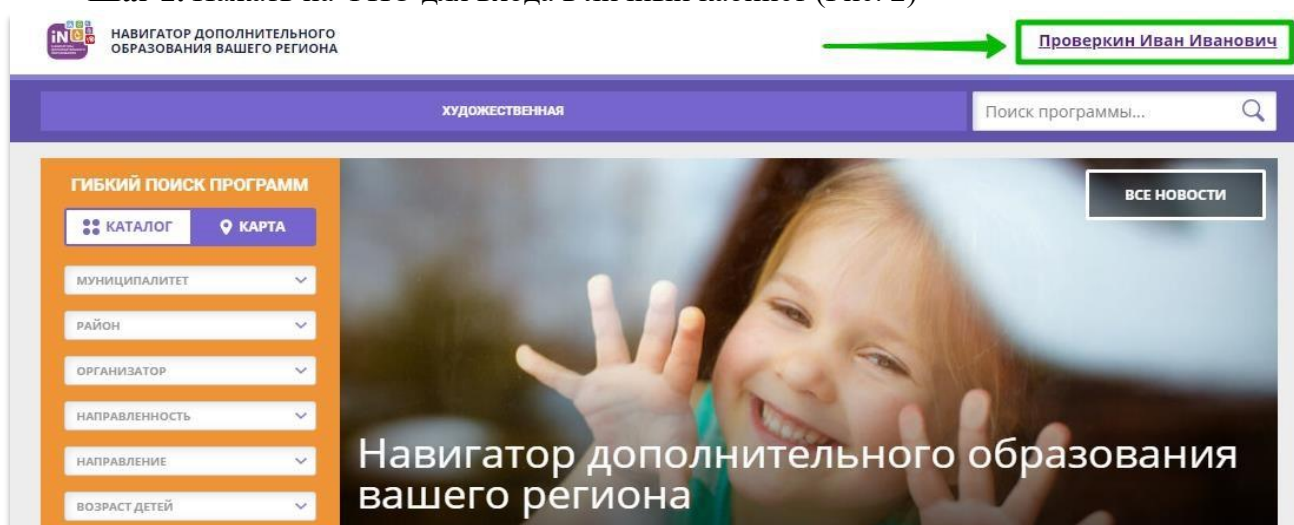 НАВИГАТОР ДОПОЛНИТЕЛЬНОГО
ОБРАЗОВАНИЯ ВАШЕГО РЕГИОНА
Проверкин Иван Иванович
ХУДОЖЕСТВЕННАЯ
Поиск программы...
ГИБКИЙ ПОИСК ПРОГРАММ
КАТАЛОГ
КАРТА
МУНИЦИПАЛИТЕТ
РАЙОН
ОРГАНИЗАТОР
НАПРАВЛЕННОСТЬ
НАПРАВЛЕНИЕ
ВОЗРАСТ ДЕТЕЙ
ВСЕ НОВОСТИ
Навигатор дополнительного образования
вашего региона